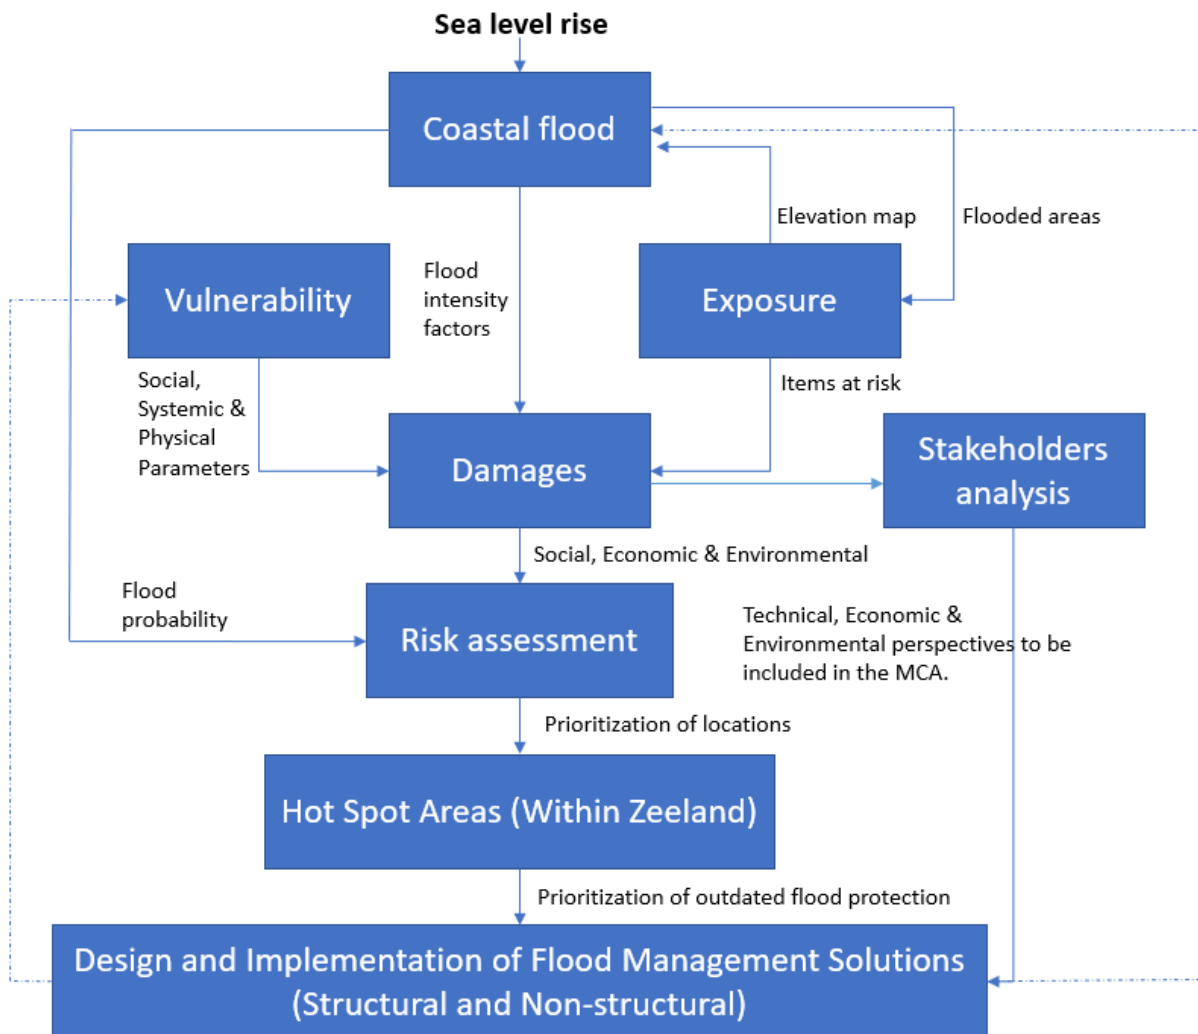 Sea level rise
Coastal flood
Elevation map
Flooded areas
Vulnerability
Flood
intensity
factors
Exposure
Social,
Systemic &
Physical
Parameters
Items at risk
Damages
Stakeholders
analysis
Social, Economic & Environmental
Flood
probability
Risk assessment
Technical, Economic &
Environmental perspectives to be
included in the MCA.
Prioritization of locations
Hot Spot Areas (Within Zeeland)
Prioritization of outdated flood protection
Design and Implementation of Flood Management Solutions
(Structural and Non-structural)